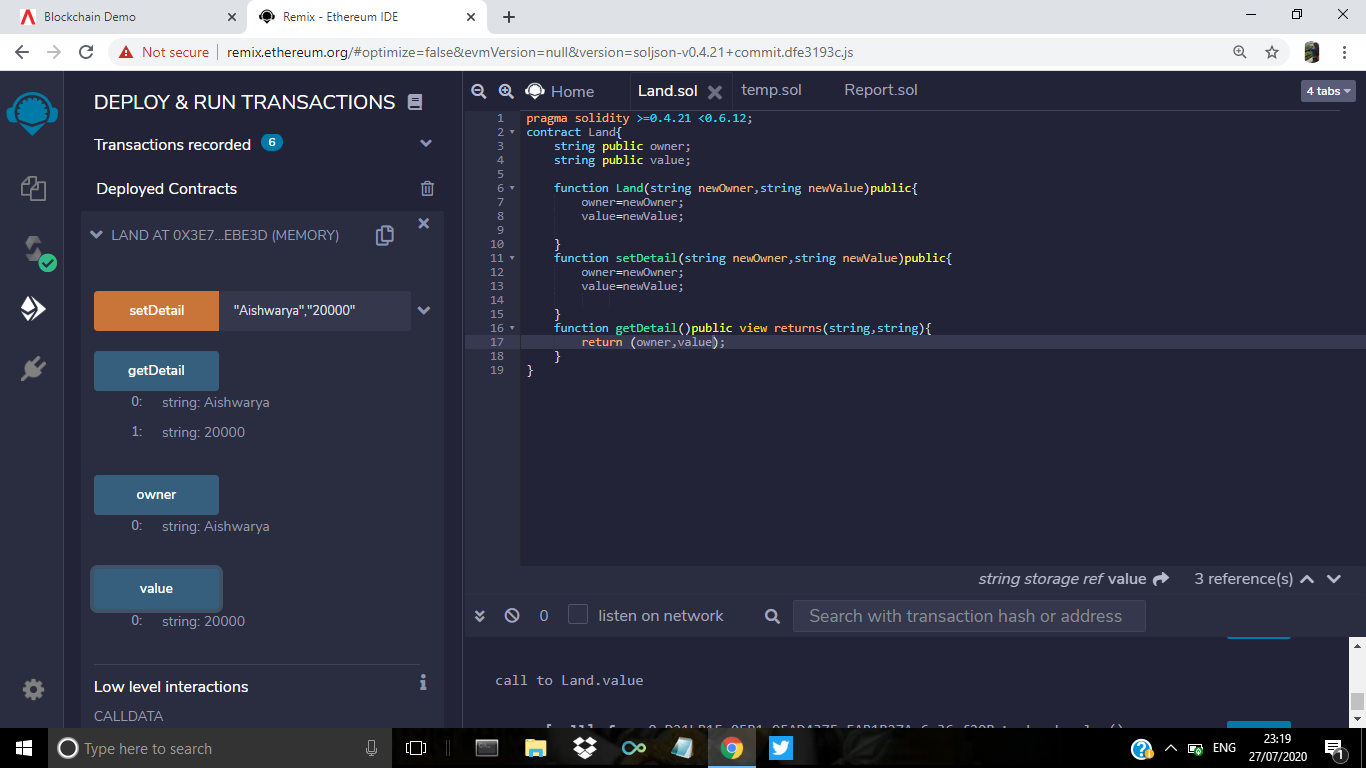 Blockchain Demo
Remix - Ethereum IDE
Not secure remix.ethereum.org/#optimize=false&evmVersion=null&version=soljson-v0.4.21+commit.dfe3193c.js
DEPLOY & RUN TRANSACTIONS
Transactions recorded 6
Deployed Contracts
LAND AT 0X3E7...EBE3D (MEMORY)
setDetail "Aishwarya","20000"
getDetail
0: string: Aishwarya
1: string: 20000
owner
0: string: Aishwarya
value
0: string: 20000
Low level interactions
CALLDATA
Home Land.sol temp.sol Report.sol 4 tabs
1 pragma solidity >=0.4.21 <0.6.12;
2 contract Land{
3 string public owner;
4 string public value;
5
6 function Land(string newOwner,string newValue)public{
7 owner=newOwner;
8 value=newValue;
9
10 }
11 function setDetail(string newOwner,string newValue)public{
12 owner=newOwner;
13 value=newValue;
14
15 }
16 function getDetail()public view returns(string,string){
17 return (owner,value);
18 }
19 }
string storage ref value 3 reference(s)
0 listen on network Search with transaction hash or address
call to Land.value
Type here to search
ENG
23:19
27/07/2020
1